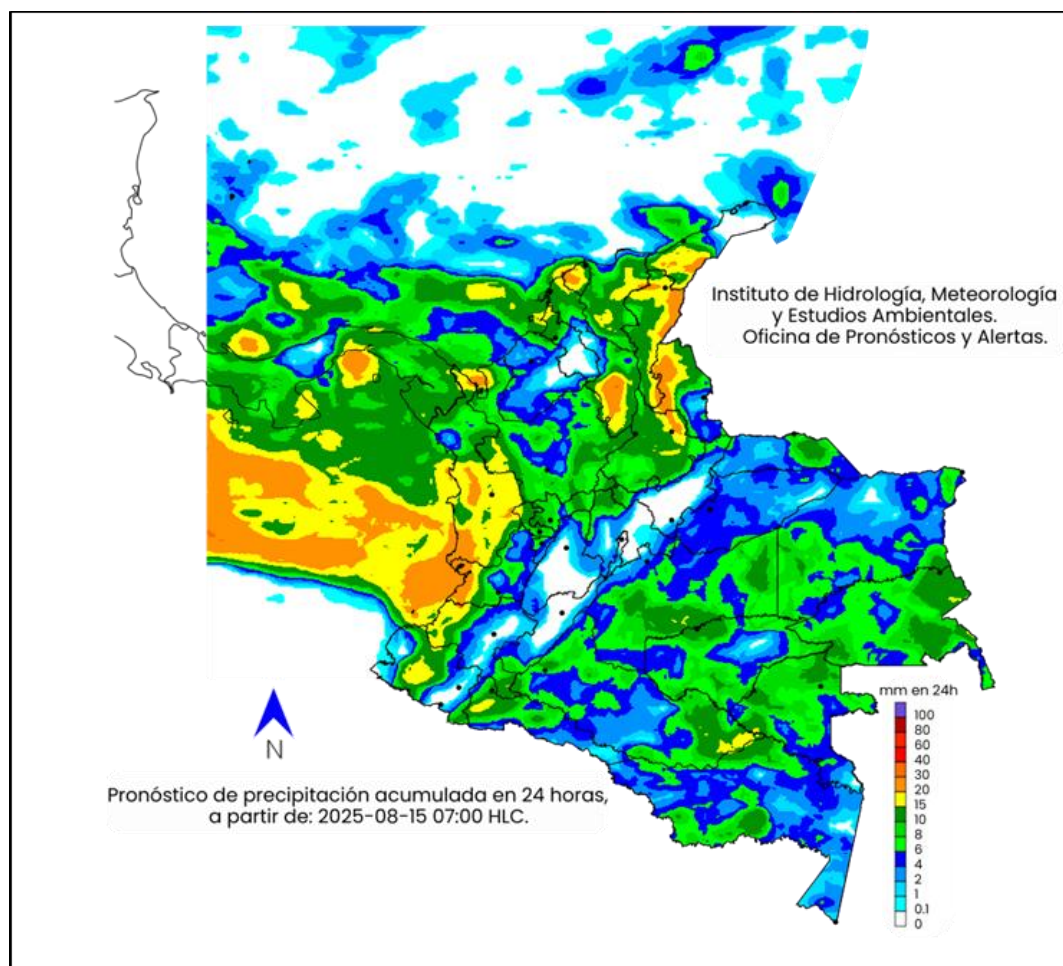 Instituto de Hidrología, Meteorología
y Estudios Ambientales.
Oficina de Pronósticos y Alertas.
mm en 24h
100
80
60
40
30
20
15
10
8
6
4
2
1
0.1
0
N
Pronóstico de precipitación acumulada en 24 horas,
a partir de: 2025-08-15 07:00 HLC.